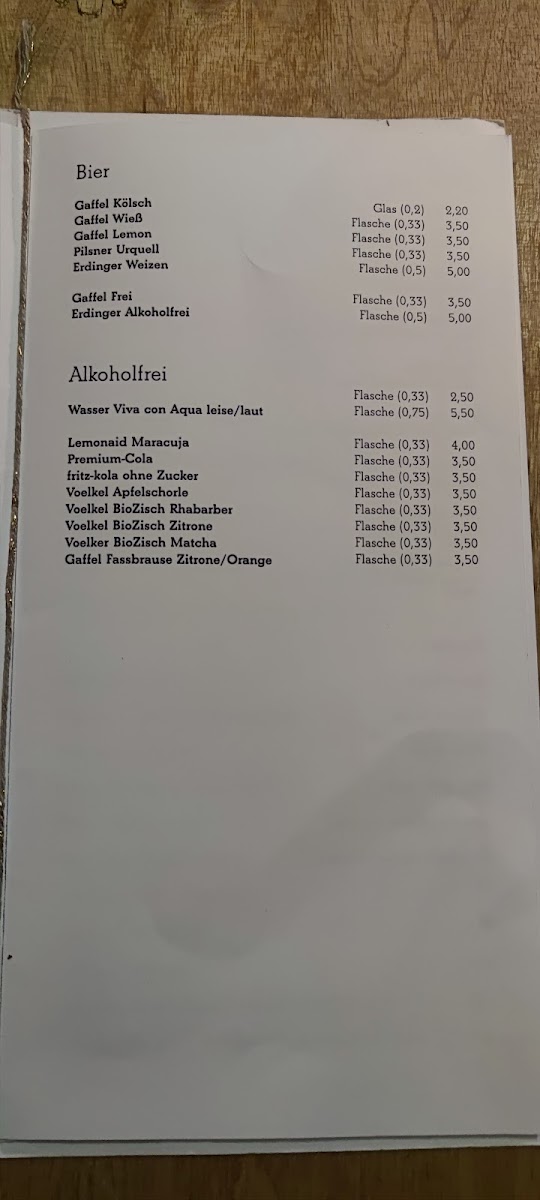 Bier
Gaffel Kölsch Glas (0,2) 2,20
Gaffel Wieß Flasche (0,33) 3,50
Gaffel Lemon Flasche (0,33) 3,50
Pilsner Urquell Flasche (0,33) 3,50
Erdinger Weizen Flasche (0,5) 5,00
Gaffel Frei Flasche (0,33) 3,50
Erdinger Alkoholfrei Flasche (0,5) 5,00
Alkoholfrei
Flasche (0,33) 2,50
Wasser Viva con Aqua leise/laut Flasche (0,75) 5,50
Lemonaid Maracuja Flasche (0,33) 4,00
Premium-Cola Flasche (0,33) 3,50
fritz-kola ohne Zucker Flasche (0,33) 3,50
Voelkel Apfelschorle Flasche (0,33) 3,50
Voelkel BioZisch Rhabarber Flasche (0,33) 3,50
Voelkel BioZisch Zitrone Flasche (0,33) 3,50
Voelker BioZisch Matcha Flasche (0,33) 3,50
Gaffel Fassbrause Zitrone/Orange Flasche (0,33) 3,50